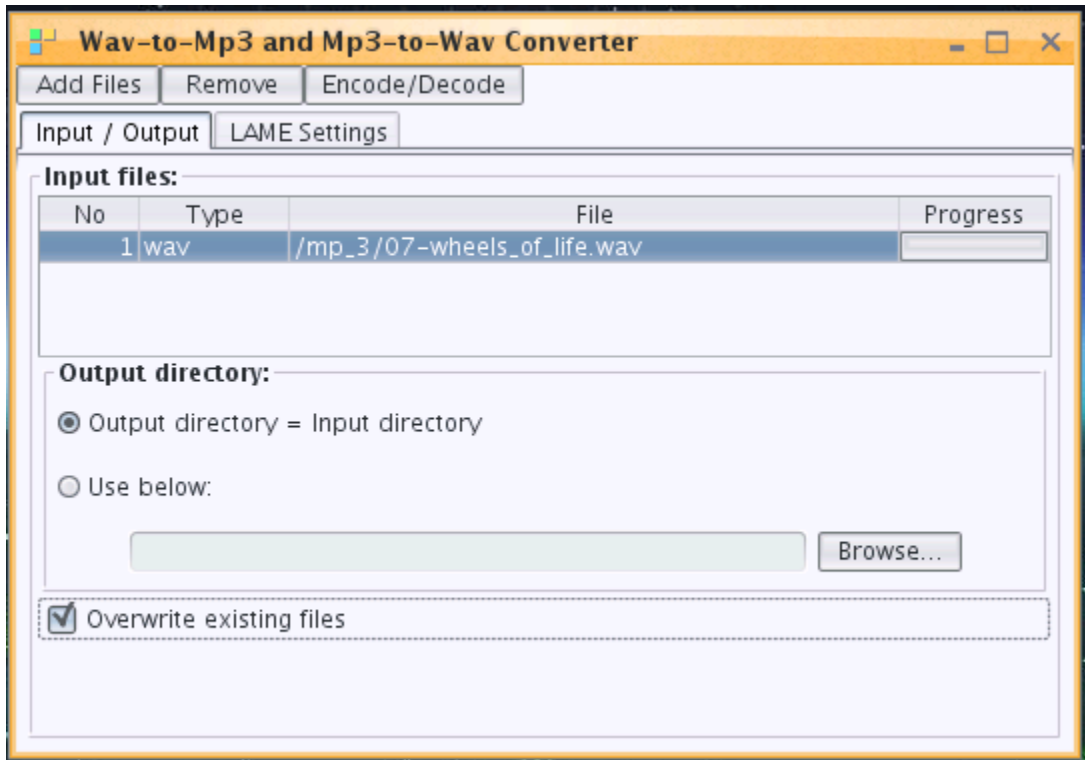 Wav-to-Mp3 and Mp3-to-Wav Converter
Add Files Remove Encode/Decode
Input / Output LAME Settings
Input files:
No Type File Progress
1 wav /mp_3/07-wheels_of_life.wav
Output directory:
Output directory = Input directory
Use below:
Browse...
Overwrite existing files